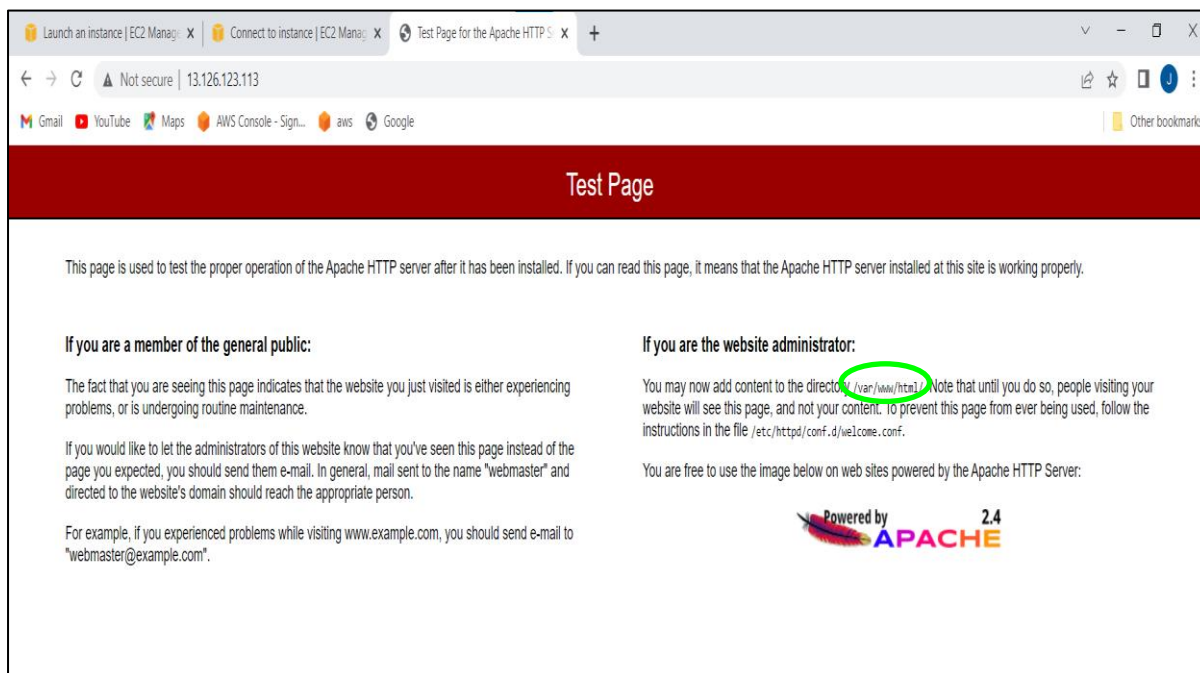 Launch an instance | EC2 Manage
Connect to instance | EC2 Manag
Test Page for the Apache HTTP S
Not secure | 13.126.123.113
J
Gmail
YouTube
Maps
AWS Console - Sign...
aws
Google
Other bookmarks
Test Page
This page is used to test the proper operation of the Apache HTTP server after it has been installed. If you can read this page, it means that the Apache HTTP server installed at this site is working properly.
If you are a member of the general public:
The fact that you are seeing this page indicates that the website you just visited is either experiencing
problems, or is undergoing routine maintenance.
If you would like to let the administrators of this website know that you've seen this page instead of the
page you expected, you should send them e-mail. In general, mail sent to the name "webmaster" and
directed to the website's domain should reach the appropriate person.
For example, if you experienced problems while visiting www.example.com, you should send e-mail to
"webmaster@example.com".
If you are the website administrator:
You may now add content to the directory /var/www/html/. Note that until you do so, people visiting your
website will see this page, and not your content. To prevent this page from ever being used, follow the
instructions in the file /etc/httpd/conf.d/welcome.conf.
You are free to use the image below on web sites powered by the Apache HTTP Server:
Powered by 2.4
APACHE